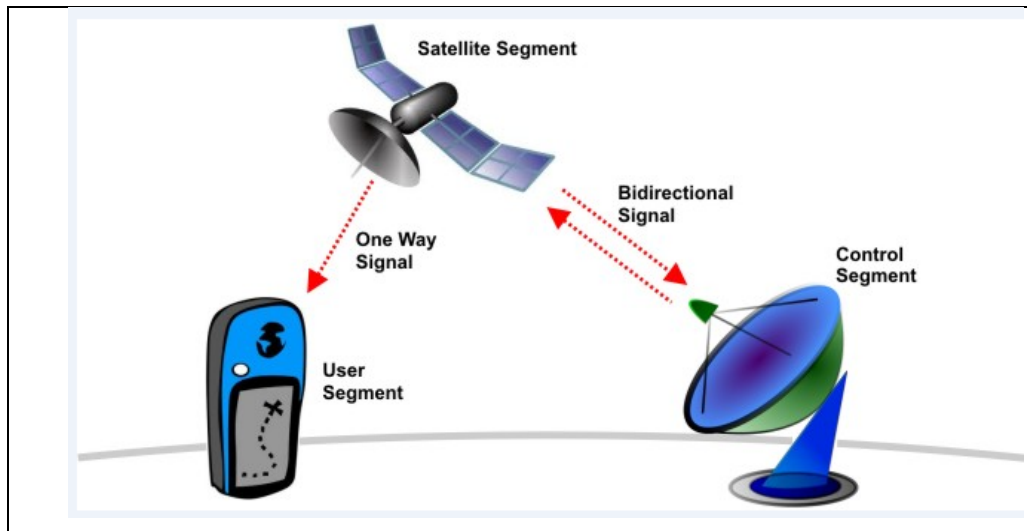 Satellite Segment
Bidirectional
Signal
One Way
Signal
Control
Segment
User
Segment